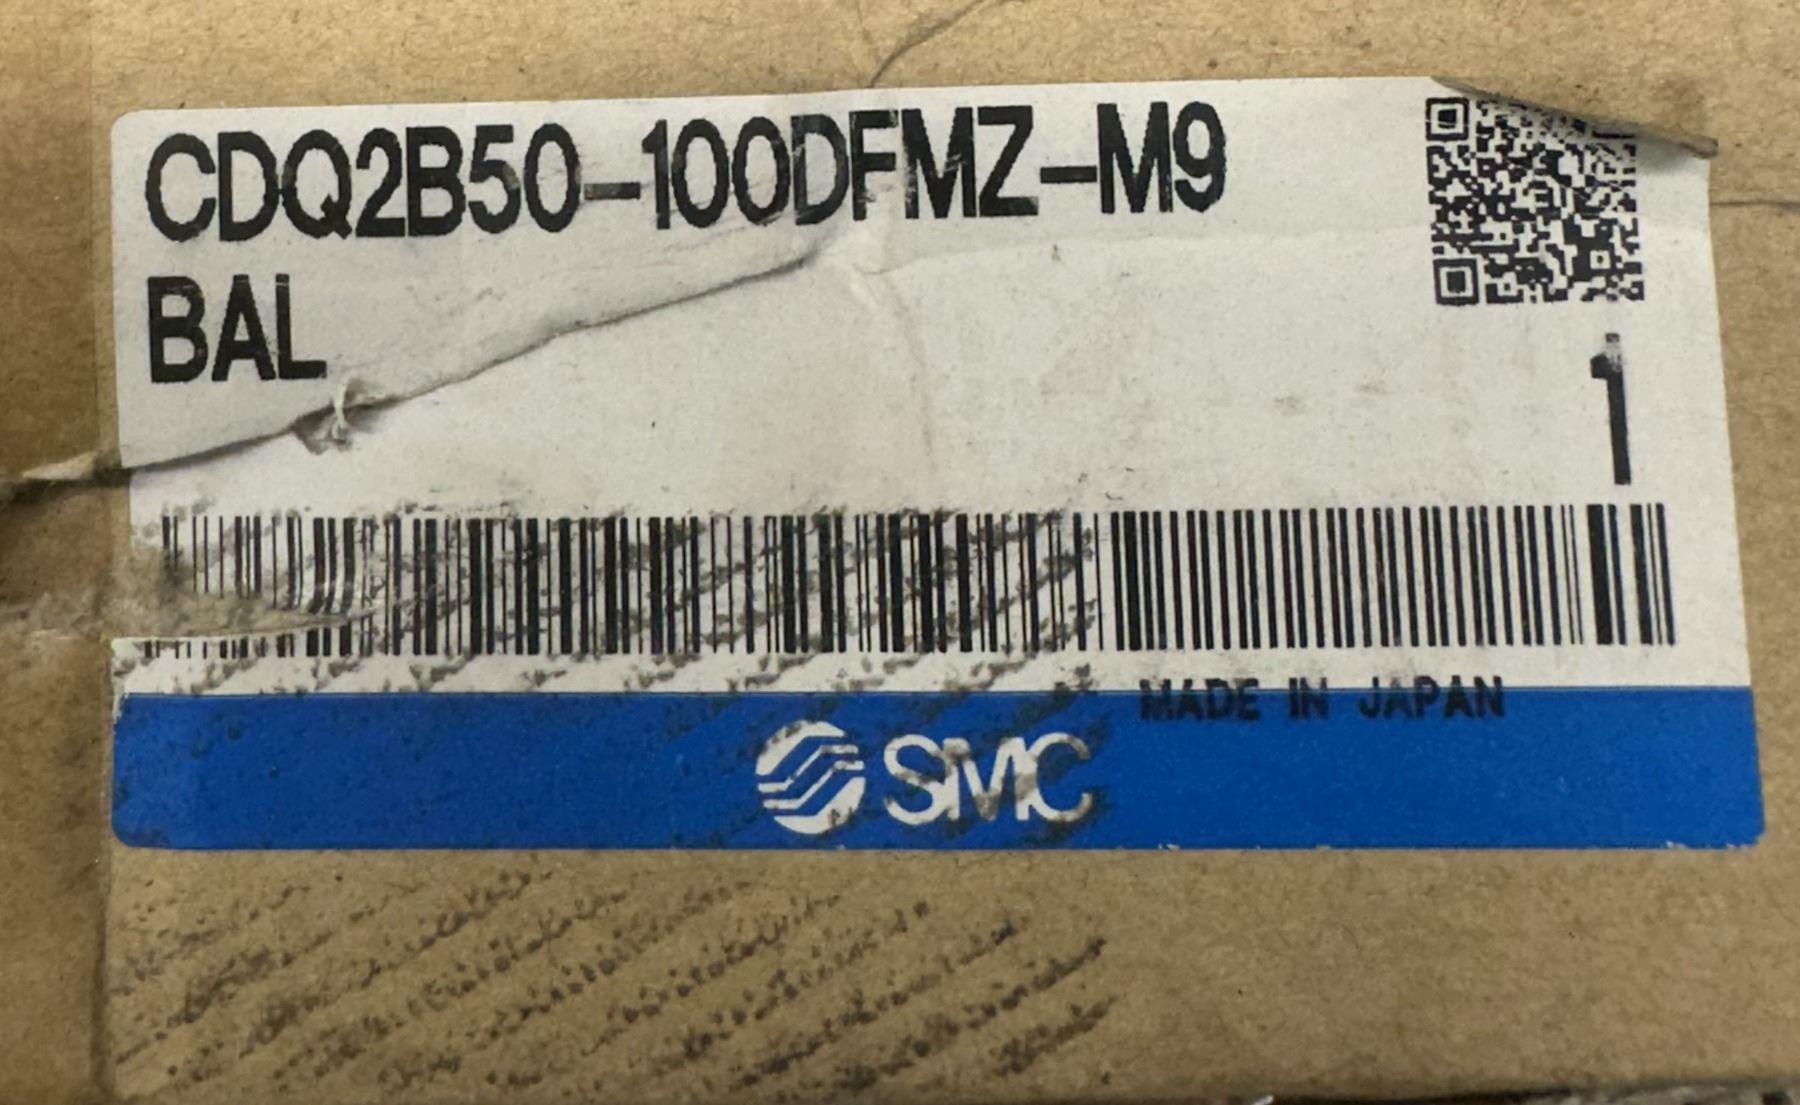 CDQ2B50-100DFMZ-M9
BAL
1
MADE IN JAPAN
SMC